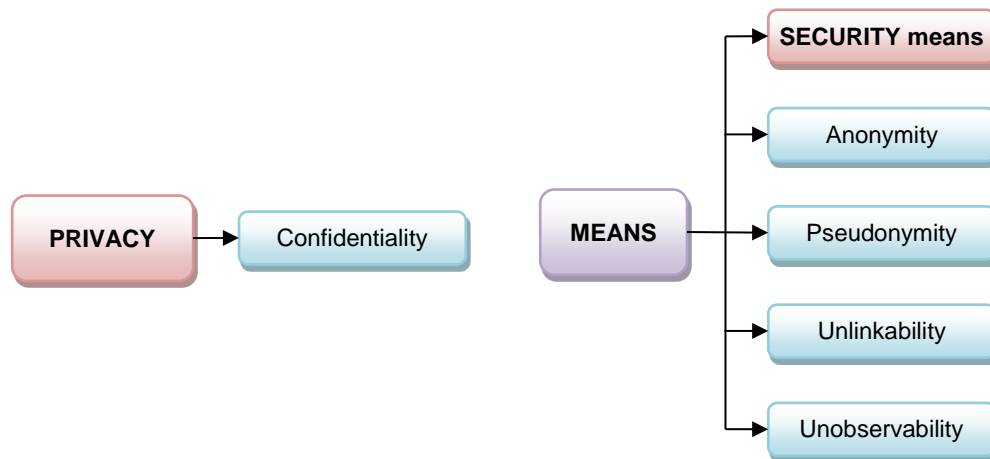 PRIVACY
Confidentiality
MEANS
SECURITY means
Anonymity
Pseudonymity
Unlinkability
Unobservability